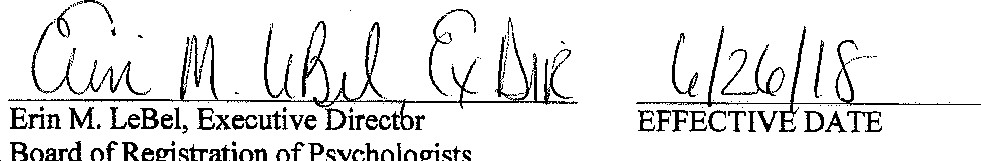 Erin M. LeBel Ex Dir 6/26/18
Erin M. LeBel, Executive Director EFFECTIVE DATE
Board of Registration of Psychologists